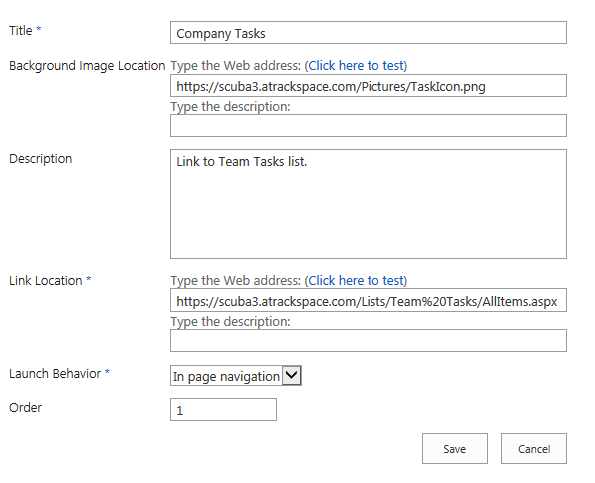 Title *
Company Tasks
Background Image Location
Type the Web address: (Click here to test)
https://scuba3.atrackspace.com/Pictures/TaskIcon.png
Type the description:
Description
Link to Team Tasks list.
Link Location *
Type the Web address: (Click here to test)
https://scuba3.atrackspace.com/Lists/Team%20Tasks/AllItems.aspx
Type the description:
Launch Behavior *
In page navigation
Order
1
Save
Cancel